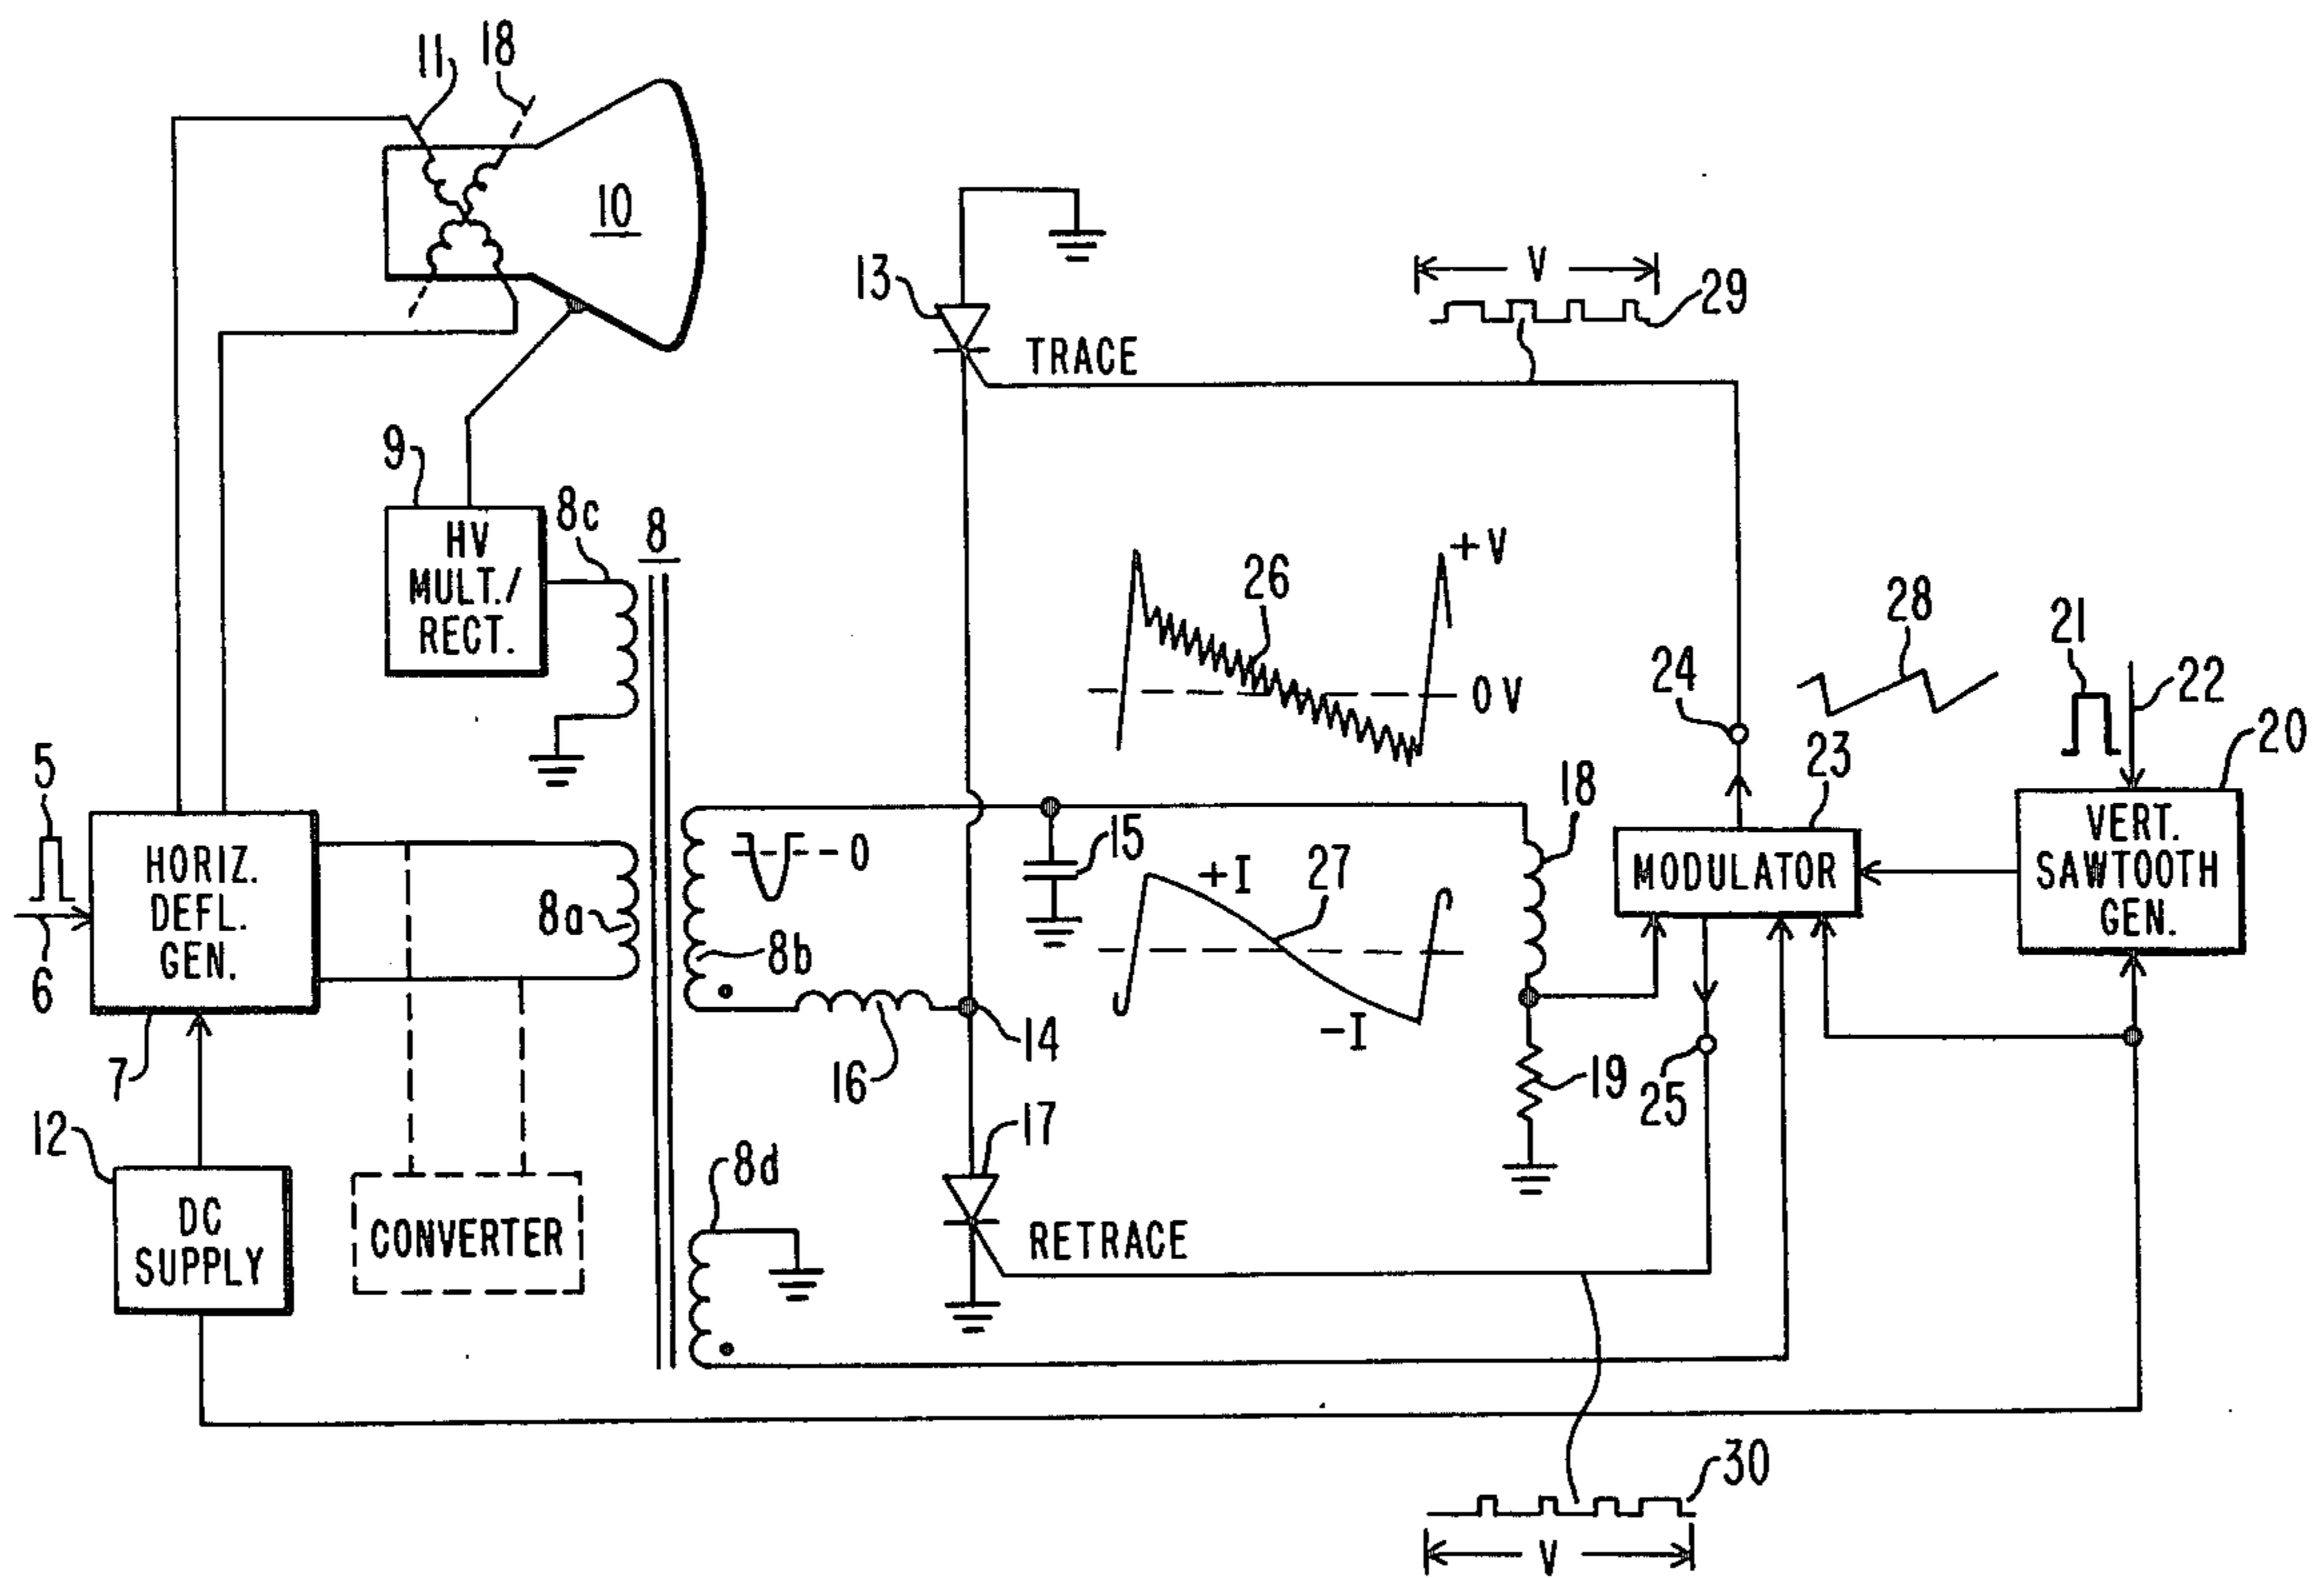 11
18
10
13
TRACE
V
29
9
HV
MULT./
RECT.
8c
8
+V
26
0V
28
21
22
24
23
20
5
6
HORIZ.
DEFL.
GEN.
7
8a
-0
8b
15
+I
27
-I
18
MODULATOR
VERT.
SAWTOOTH
GEN.
16
14
19
25
12
DC
SUPPLY
CONVERTER
8d
17
RETRACE
30
V